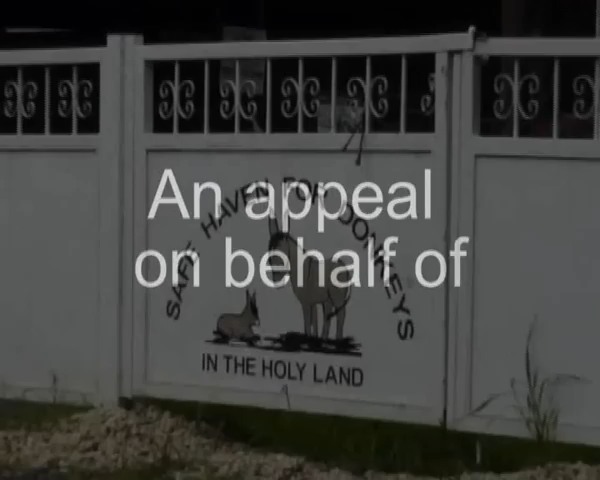 An appeal
on behalf of
SAFE HAVEN FOR DONKEYS
IN THE HOLY LAND